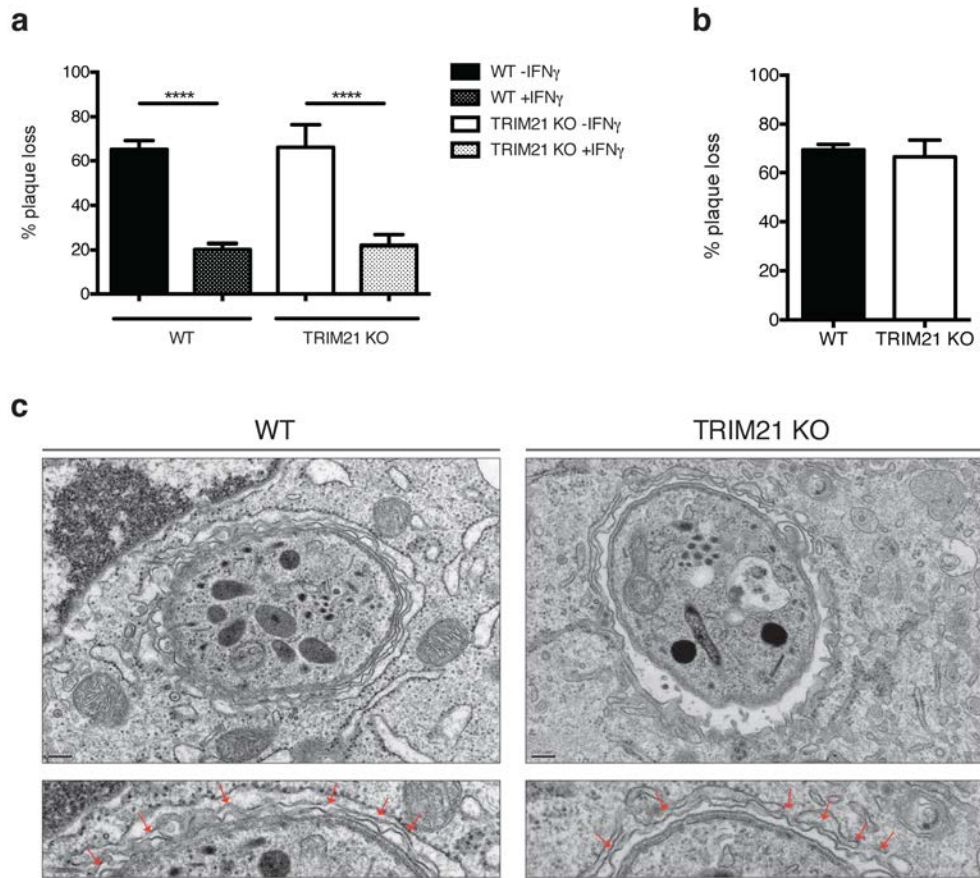 a
% plaque loss
100
80
60
40
20
0
****
****
WT
TRIM21 KO
WT -IFNγ
WT +IFNγ
TRIM21 KO -IFNγ
TRIM21 KO +IFNγ
b
% plaque loss
100
80
60
40
20
0
WT TRIM21 KO
c
WT
TRIM21 KO